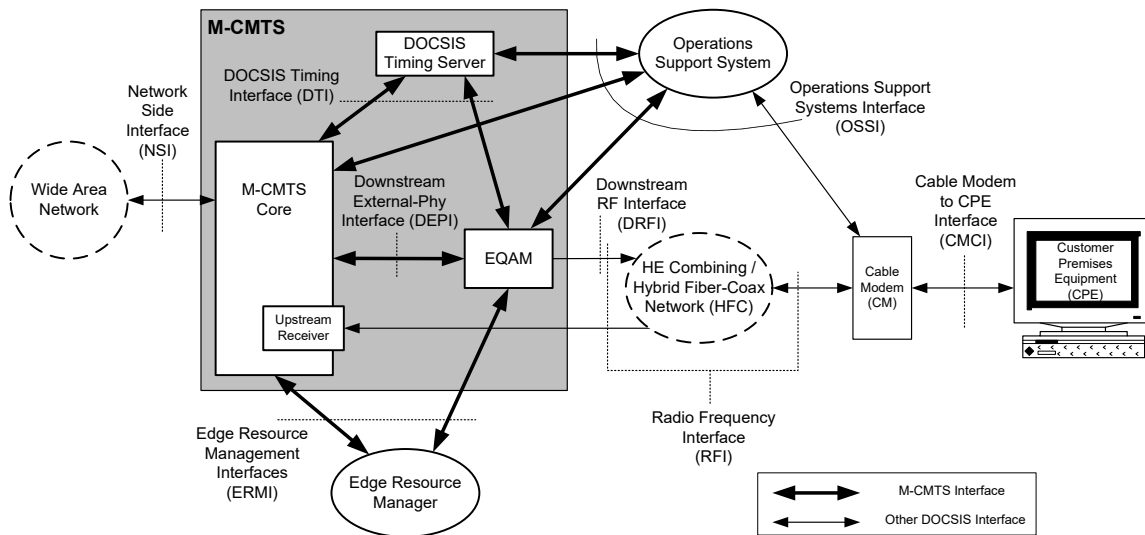 M-CMTS
DOCSIS
Timing Server
Operations
Support System
DOCSIS Timing
Interface (DTI)
Network
Side
Interface
(NSI)
Operations Support
Systems Interface
(OSSI)
Wide Area
Network
M-CMTS
Core
Downstream
External-Phy
Interface (DEPI)
EQAM
Downstream
RF Interface
(DRFI)
Cable Modem
to CPE
Interface
(CMCI)
HE Combining /
Hybrid Fiber-Coax
Network (HFC)
Cable
Modem
(CM)
Customer
Premises
Equipment
(CPE)
Upstream
Receiver
Edge Resource
Management
Interfaces
(ERMI)
Edge Resource
Manager
Radio Frequency
Interface
(RFI)
M-CMTS Interface
Other DOCSIS Interface